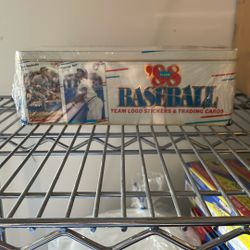 '88
BASEBALL
TEAM LOGO STICKERS & TRADING CARDS